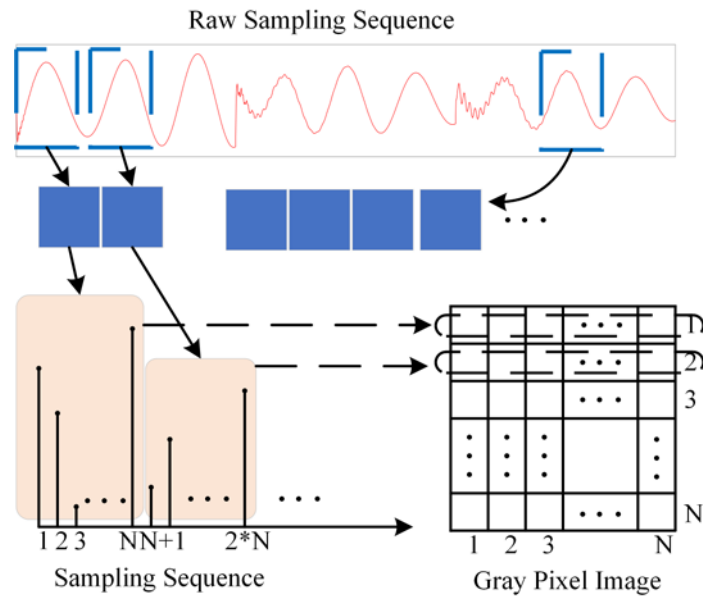 Raw Sampling Sequence
...
1
2
3
...
...
...
1 2 3 ... N N+1 ... 2*N ...
N
1 2 3 N
Sampling Sequence
Gray Pixel Image